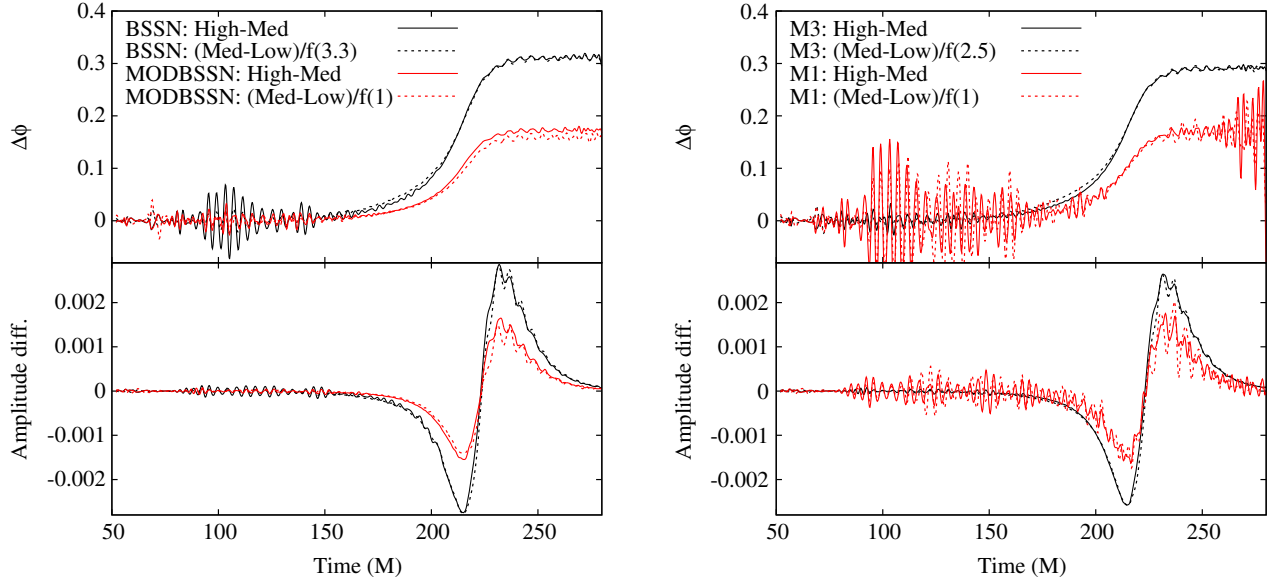 BSSN: High-Med
BSSN: (Med-Low)/f(3.3)
MODBSSN: High-Med
MODBSSN: (Med-Low)/f(1)
0.4
0.3
0.2
0.1
0
Δϕ
0.002
0.001
0
-0.001
-0.002
Amplitude diff.
50
100
150
200
250
Time (M)
M3: High-Med
M3: (Med-Low)/f(2.5)
M1: High-Med
M1: (Med-Low)/f(1)
0.4
0.3
0.2
0.1
0
Δϕ
0.002
0.001
0
-0.001
-0.002
Amplitude diff.
50
100
150
200
250
Time (M)